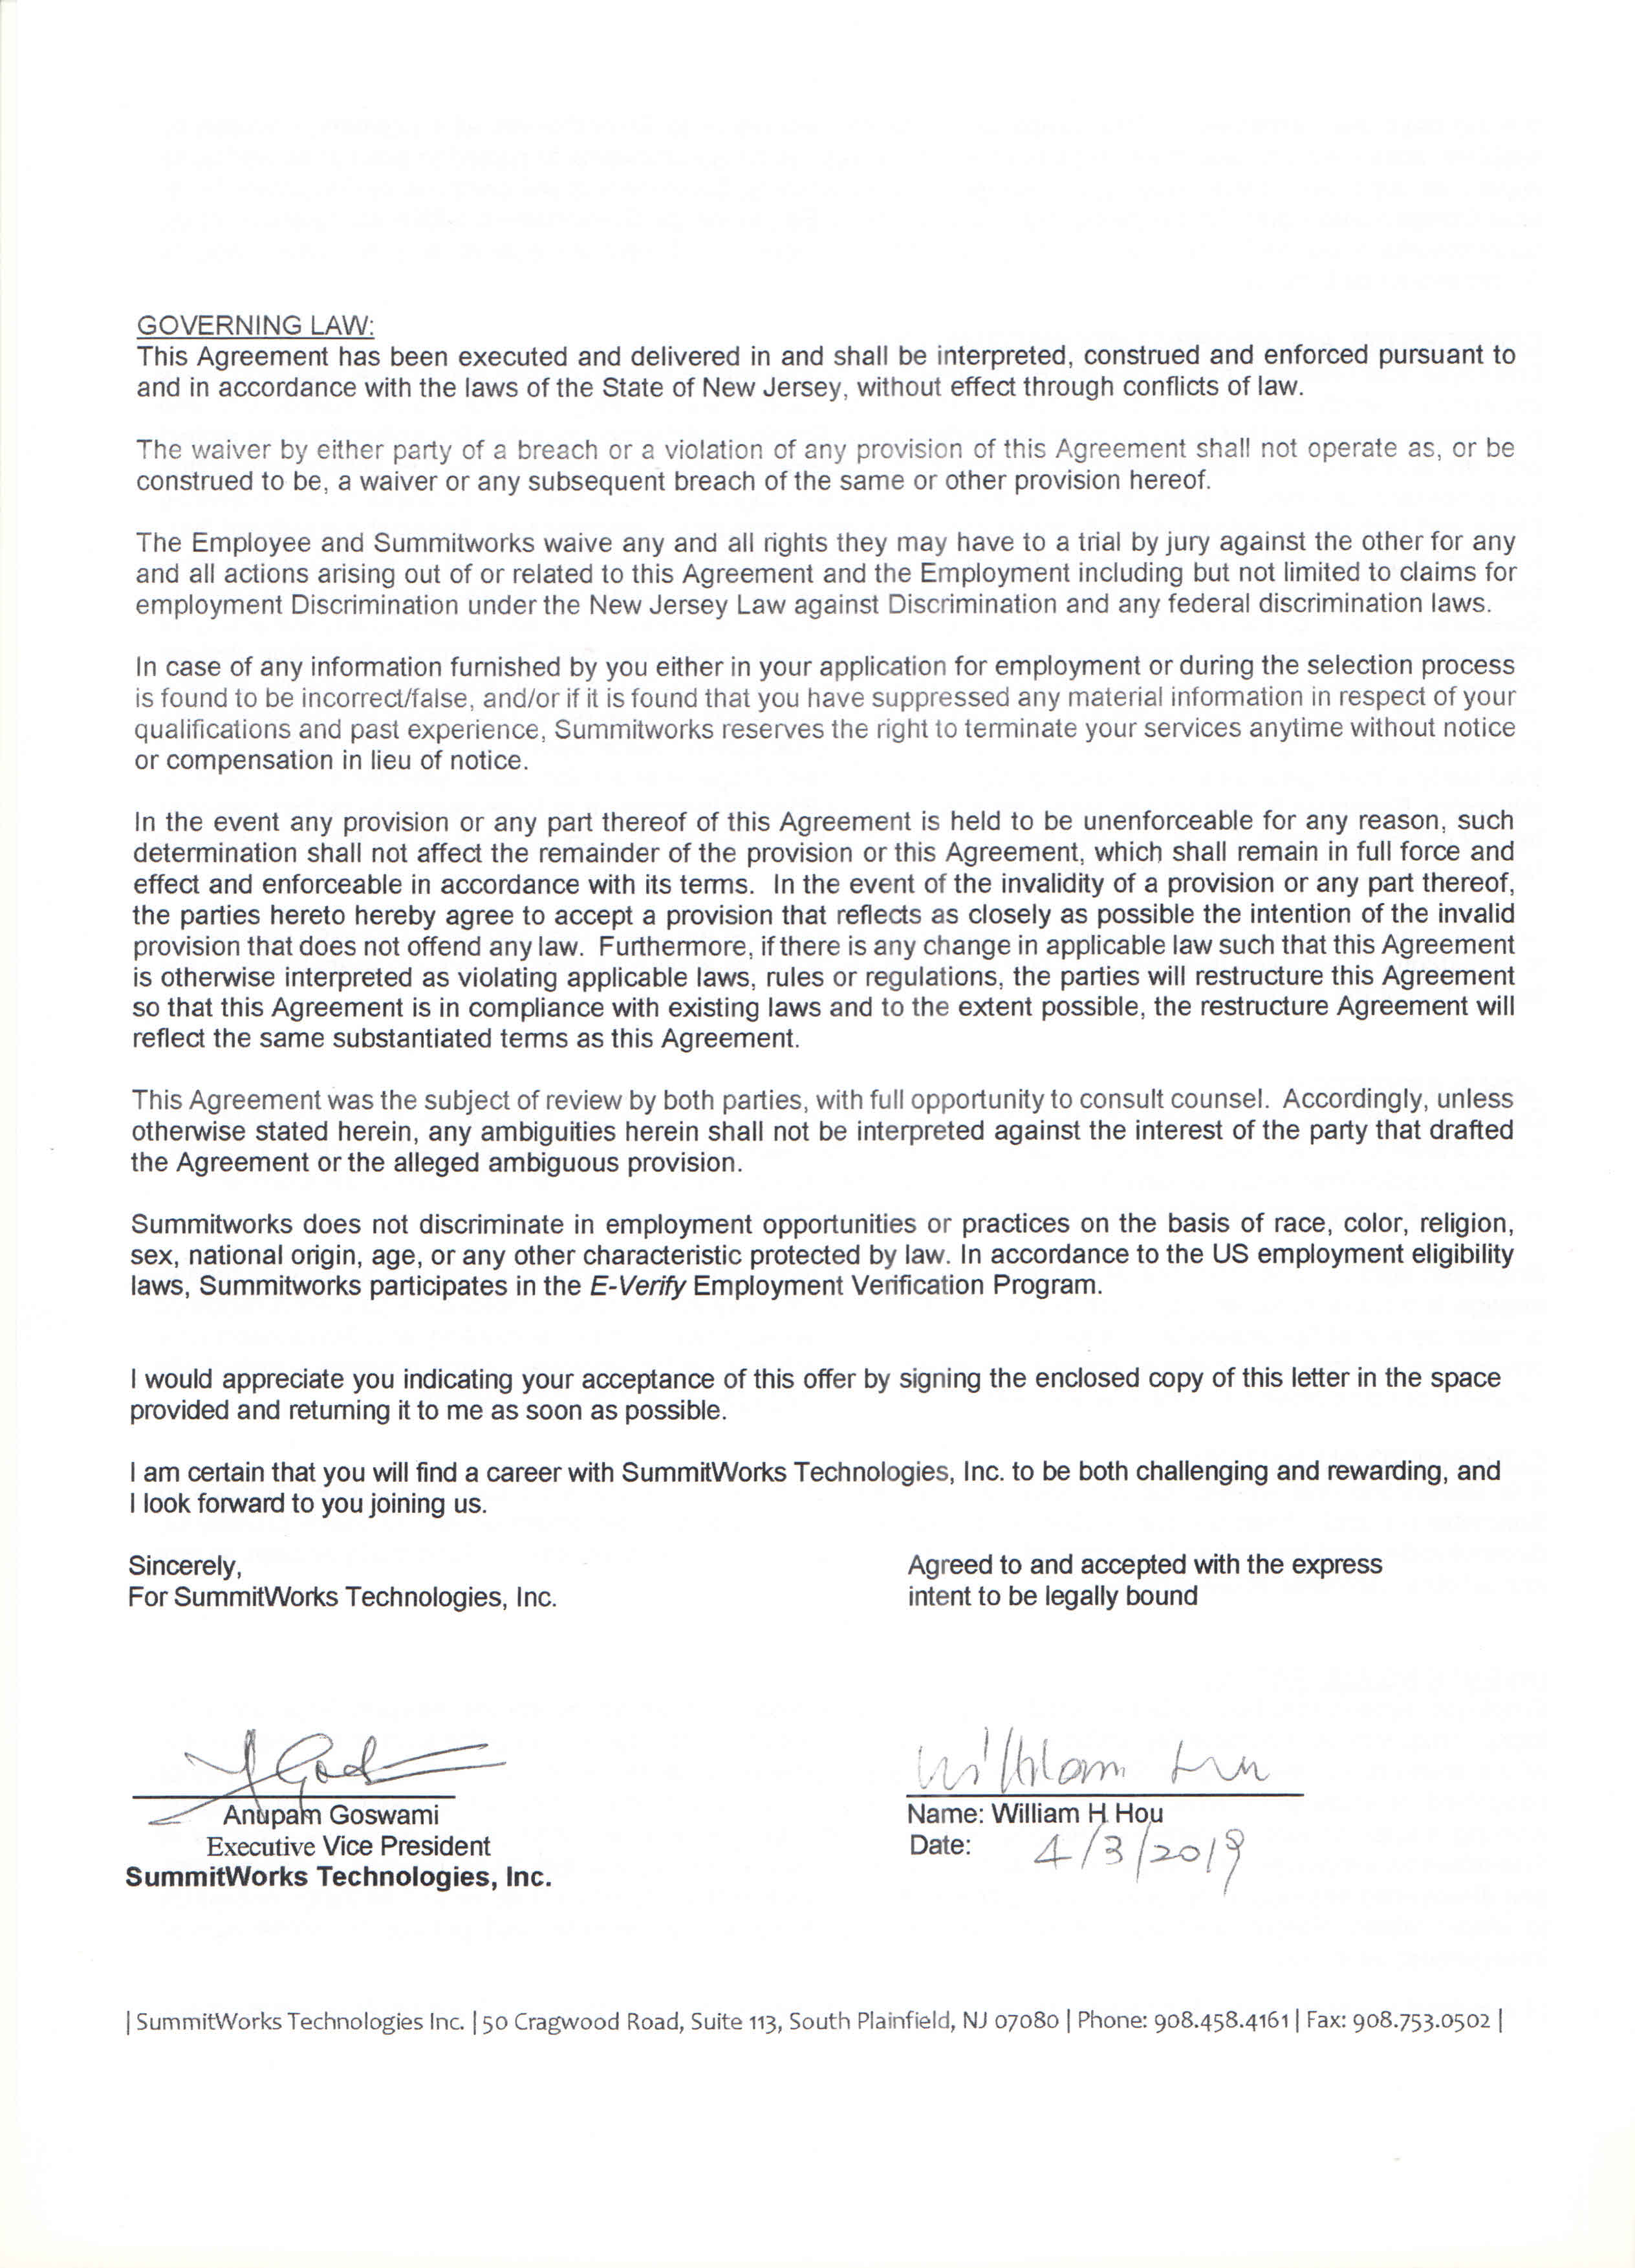 GOVERNING LAW:
This Agreement has been executed and delivered in and shall be interpreted, construed and enforced pursuant to
and in accordance with the laws of the State of New Jersey, without effect through conflicts of law.
The waiver by either party of a breach or a violation of any provision of this Agreement shall not operate as, or be
construed to be, a waiver or any subsequent breach of the same or other provision hereof.
The Employee and Summitworks waive any and all rights they may have to a trial by jury against the other for any
and all actions arising out of or related to this Agreement and the Employment including but not limited to claims for
employment Discrimination under the New Jersey Law against Discrimination and any federal discrimination laws.
In case of any information furnished by you either in your application for employment or during the selection process
is found to be incorrect/false, and/or if it is found that you have suppressed any material information in respect of your
qualifications and past experience, Summitworks reserves the right to terminate your services anytime without notice
or compensation in lieu of notice.
In the event any provision or any part thereof of this Agreement is held to be unenforceable for any reason, such
determination shall not affect the remainder of the provision or this Agreement, which shall remain in full force and
effect and enforceable in accordance with its terms. In the event of the invalidity of a provision or any part thereof,
the parties hereto hereby agree to accept a provision that reflects as closely as possible the intention of the invalid
provision that does not offend any law. Furthermore, if there is any change in applicable law such that this Agreement
is otherwise interpreted as violating applicable laws, rules or regulations, the parties will restructure this Agreement
so that this Agreement is in compliance with existing laws and to the extent possible, the restructure Agreement will
reflect the same substantiated terms as this Agreement.
This Agreement was the subject of review by both parties, with full opportunity to consult counsel. Accordingly, unless
otherwise stated herein, any ambiguities herein shall not be interpreted against the interest of the party that drafted
the Agreement or the alleged ambiguous provision.
Summitworks does not discriminate in employment opportunities or practices on the basis of race, color, religion,
sex, national origin, age, or any other characteristic protected by law. In accordance to the US employment eligibility
laws, Summitworks participates in the E-Verify Employment Verification Program.
I would appreciate you indicating your acceptance of this offer by signing the enclosed copy of this letter in the space
provided and returning it to me as soon as possible.
I am certain that you will find a career with SummitWorks Technologies, Inc. to be both challenging and rewarding, and
I look forward to you joining us.
Sincerely,
For SummitWorks Technologies, Inc.
Agreed to and accepted with the express
intent to be legally bound
Anupam Goswami
Executive Vice President
SummitWorks Technologies, Inc.
William
Name: William H Hou
Date: 4/3/2019
| SummitWorks Technologies Inc. | 50 Cragwood Road, Suite 113, South Plainfield, NJ 07080 | Phone: 908.458.4161 | Fax: 908.753.0502 |